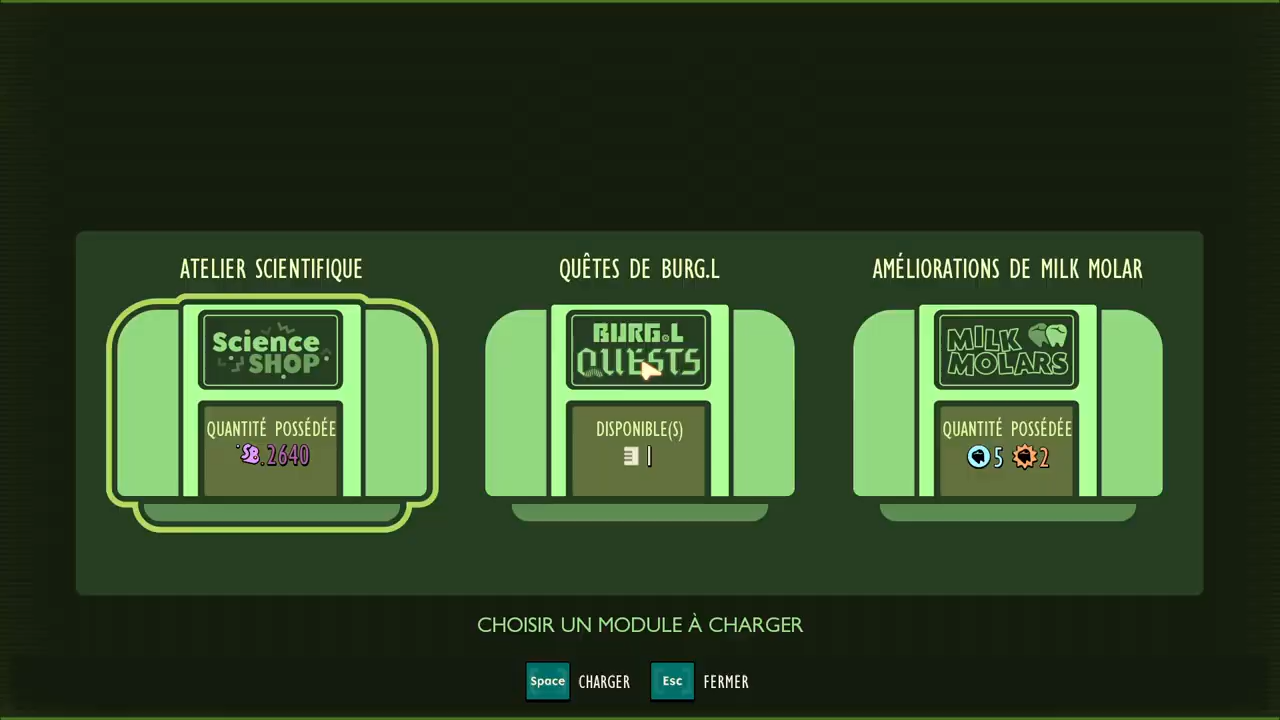 ATELIER SCIENTIFIQUE
QUÊTES DE BURG.L
AMÉLIORATIONS DE MILK MOLAR
Science
SHOP
BURG.L
QUESTS
MILK
MOLARS
QUANTITÉ POSSÉDÉE
2640
DISPONIBLE(S)
1
QUANTITÉ POSSÉDÉE
5 2
CHOISIR UN MODULE À CHARGER
Space CHARGER Esc FERMER